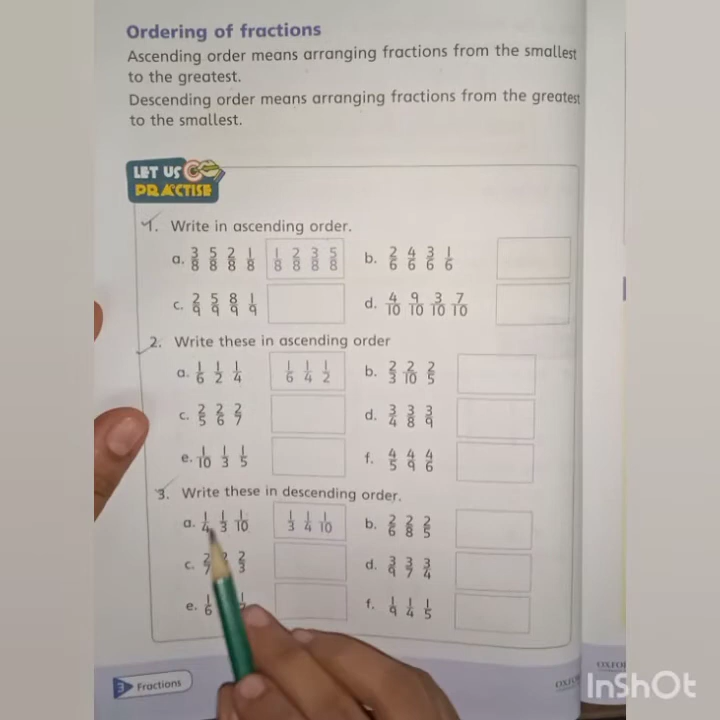 Ordering of fractions
Ascending order means arranging fractions from the smallest
to the greatest.
Descending order means arranging fractions from the greatest
to the smallest.
LET US
PRACTISE
1. Write in ascending order.
a. 3/8 5/8 2/8 1/8 1/8 2/8 3/8 5/8 b. 2/6 4/6 3/6 1/6
c. 2/9 5/9 8/9 1/9 d. 4/10 9/10 3/10 7/10
2. Write these in ascending order
a. 1/6 1/2 1/4 1/6 1/4 1/2 b. 2/3 2/10 2/5
c. 2/5 2/6 2/7 d. 3/4 3/8 3/9
e. 1/10 1/3 1/5 f. 4/5 4/9 4/6
3. Write these in descending order.
a. 1/4 1/3 1/10 1/3 1/4 1/10 b. 2/6 2/8 2/5
c. 2/7 2/3 d. 3/9 3/7 3/4
e. 1/6 f. 1/9 1/4 1/5
3 Fractions
InShOt